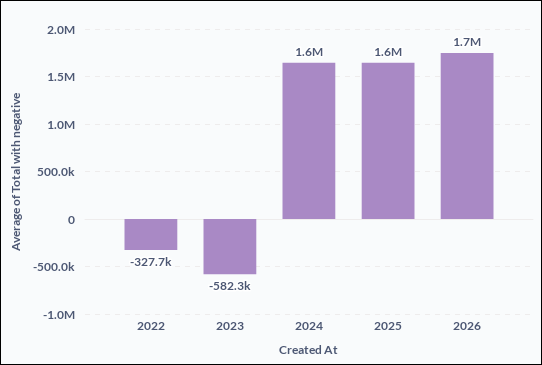 Average of Total with negative
2.0M
1.5M
1.0M
500.0k
0
-500.0k
-1.0M
-327.7k
-582.3k
1.6M
1.6M
1.7M
2022
2023
2024
2025
2026
Created At